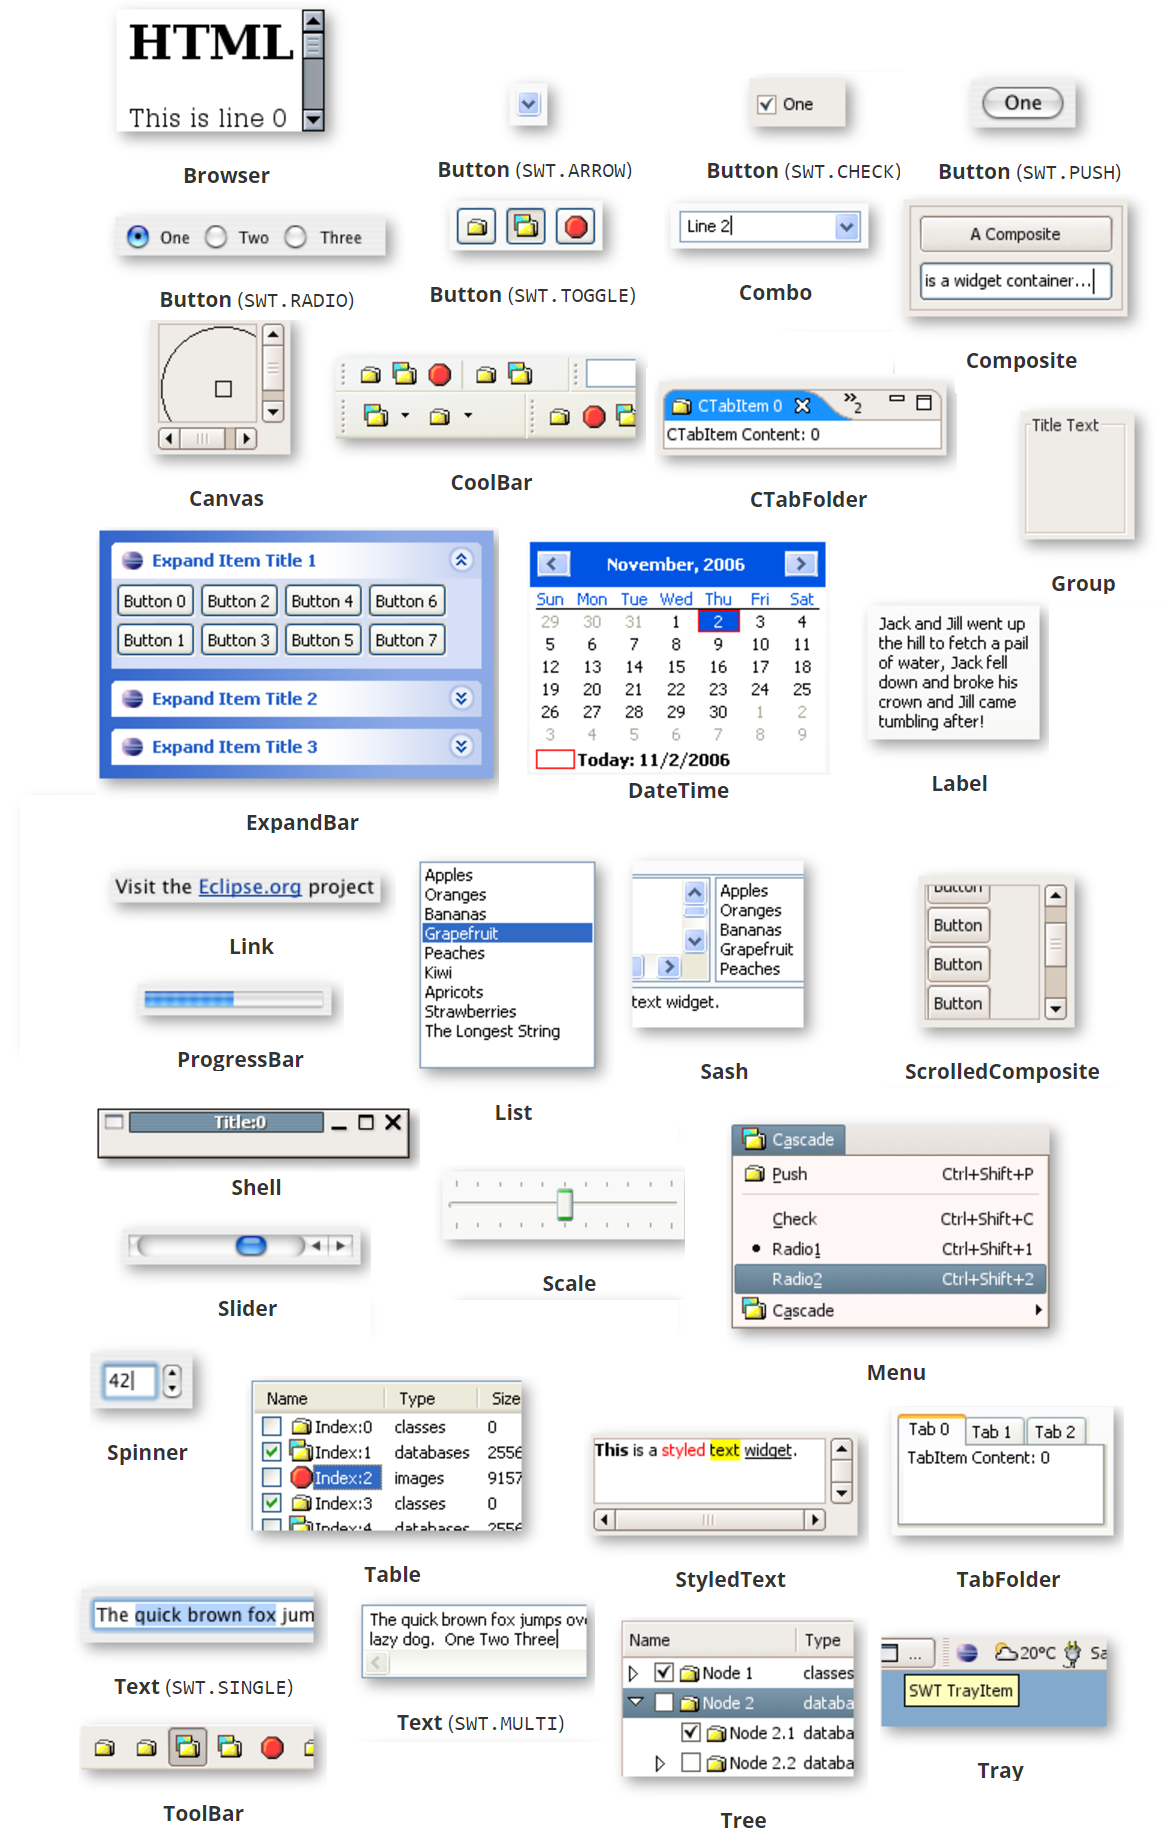 HTML
This is line 0
Browser
Button (SWT.ARROW)
One
Button (SWT.CHECK)
One
Button (SWT.PUSH)
One Two Three
Button (SWT.RADIO)
Button (SWT.TOGGLE)
Line 2
Combo
A Composite
is a widget container...
Composite
Canvas
CoolBar
CTabItem 0 »2
CTabItem Content: 0
CTabFolder
Title Text
Group
Expand Item Title 1
Button 0 Button 2 Button 4 Button 6
Button 1 Button 3 Button 5 Button 7
Expand Item Title 2
Expand Item Title 3
ExpandBar
November, 2006
Sun Mon Tue Wed Thu Fri Sat
29 30 31 1 2 3 4
5 6 7 8 9 10 11
12 13 14 15 16 17 18
19 20 21 22 23 24 25
26 27 28 29 30 1 2
3 4 5 6 7 8 9
Today: 11/2/2006
DateTime
Jack and Jill went up
the hill to fetch a pail
of water, Jack fell
down and broke his
crown and Jill came
tumbling after!
Label
Visit the Eclipse.org project
Link
ProgressBar
Apples
Oranges
Bananas
Grapefruit
Peaches
Kiwi
Apricots
Strawberries
The Longest String
List
Apples
Oranges
Bananas
Grapefruit
Peaches
text widget.
Sash
Button
Button
Button
Button
ScrolledComposite
Title:0
Shell
Slider
Scale
Cascade
Push Ctrl+Shift+P
Check Ctrl+Shift+C
Radio1 Ctrl+Shift+1
Radio2 Ctrl+Shift+2
Cascade
Menu
42
Spinner
Name Type Size
Index:0 classes 0
Index:1 databases 2556
Index:2 images 9157
Index:3 classes 0
Index:4 databases 2556
Table
This is a styled text widget.
StyledText
Tab 0 Tab 1 Tab 2
TabItem Content: 0
TabFolder
The quick brown fox jum
Text (SWT.SINGLE)
The quick brown fox jumps ov
lazy dog. One Two Three
Text (SWT.MULTI)
ToolBar
Name Type
Node 1 classes
Node 2 databa
Node 2.1 databa
Node 2.2 databa
Tree
... 20°C Sa
SWT TrayItem
Tray